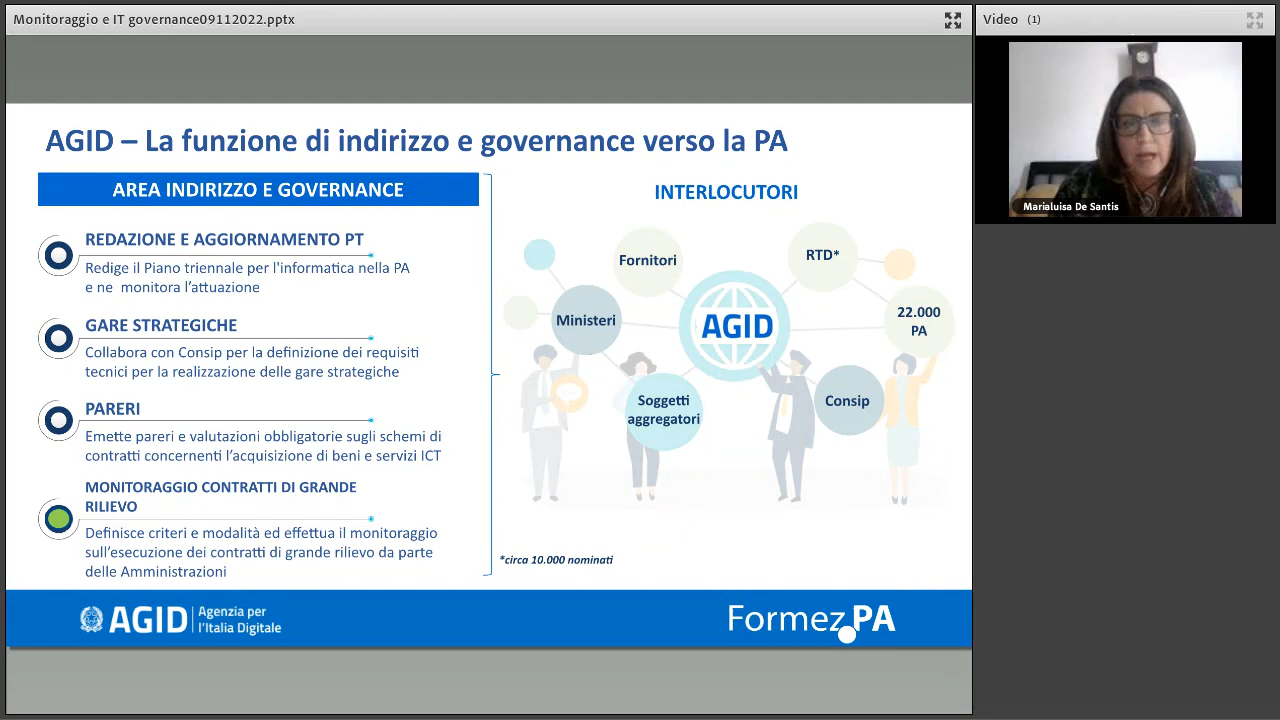 Monitoraggio e IT governance09112022.pptx
Video (1)
Marialuisa De Santis
AGID – La funzione di indirizzo e governance verso la PA
AREA INDIRIZZO E GOVERNANCE
REDAZIONE E AGGIORNAMENTO PT
Redige il Piano triennale per l'informatica nella PA
e ne monitora l’attuazione
GARE STRATEGICHE
Collabora con Consip per la definizione dei requisiti
tecnici per la realizzazione delle gare strategiche
PARERI
Emette pareri e valutazioni obbligatorie sugli schemi di
contratti concernenti l’acquisizione di beni e servizi ICT
MONITORAGGIO CONTRATTI DI GRANDE
RILIEVO
Definisce criteri e modalità ed effettua il monitoraggio
sull’esecuzione dei contratti di grande rilievo da parte
delle Amministrazioni
INTERLOCUTORI
Fornitori
RTD*
Ministeri
AGID
22.000
PA
Soggetti
aggregatori
Consip
*circa 10.000 nominati
AGID
Agenzia per
l'Italia Digitale
Formez PA